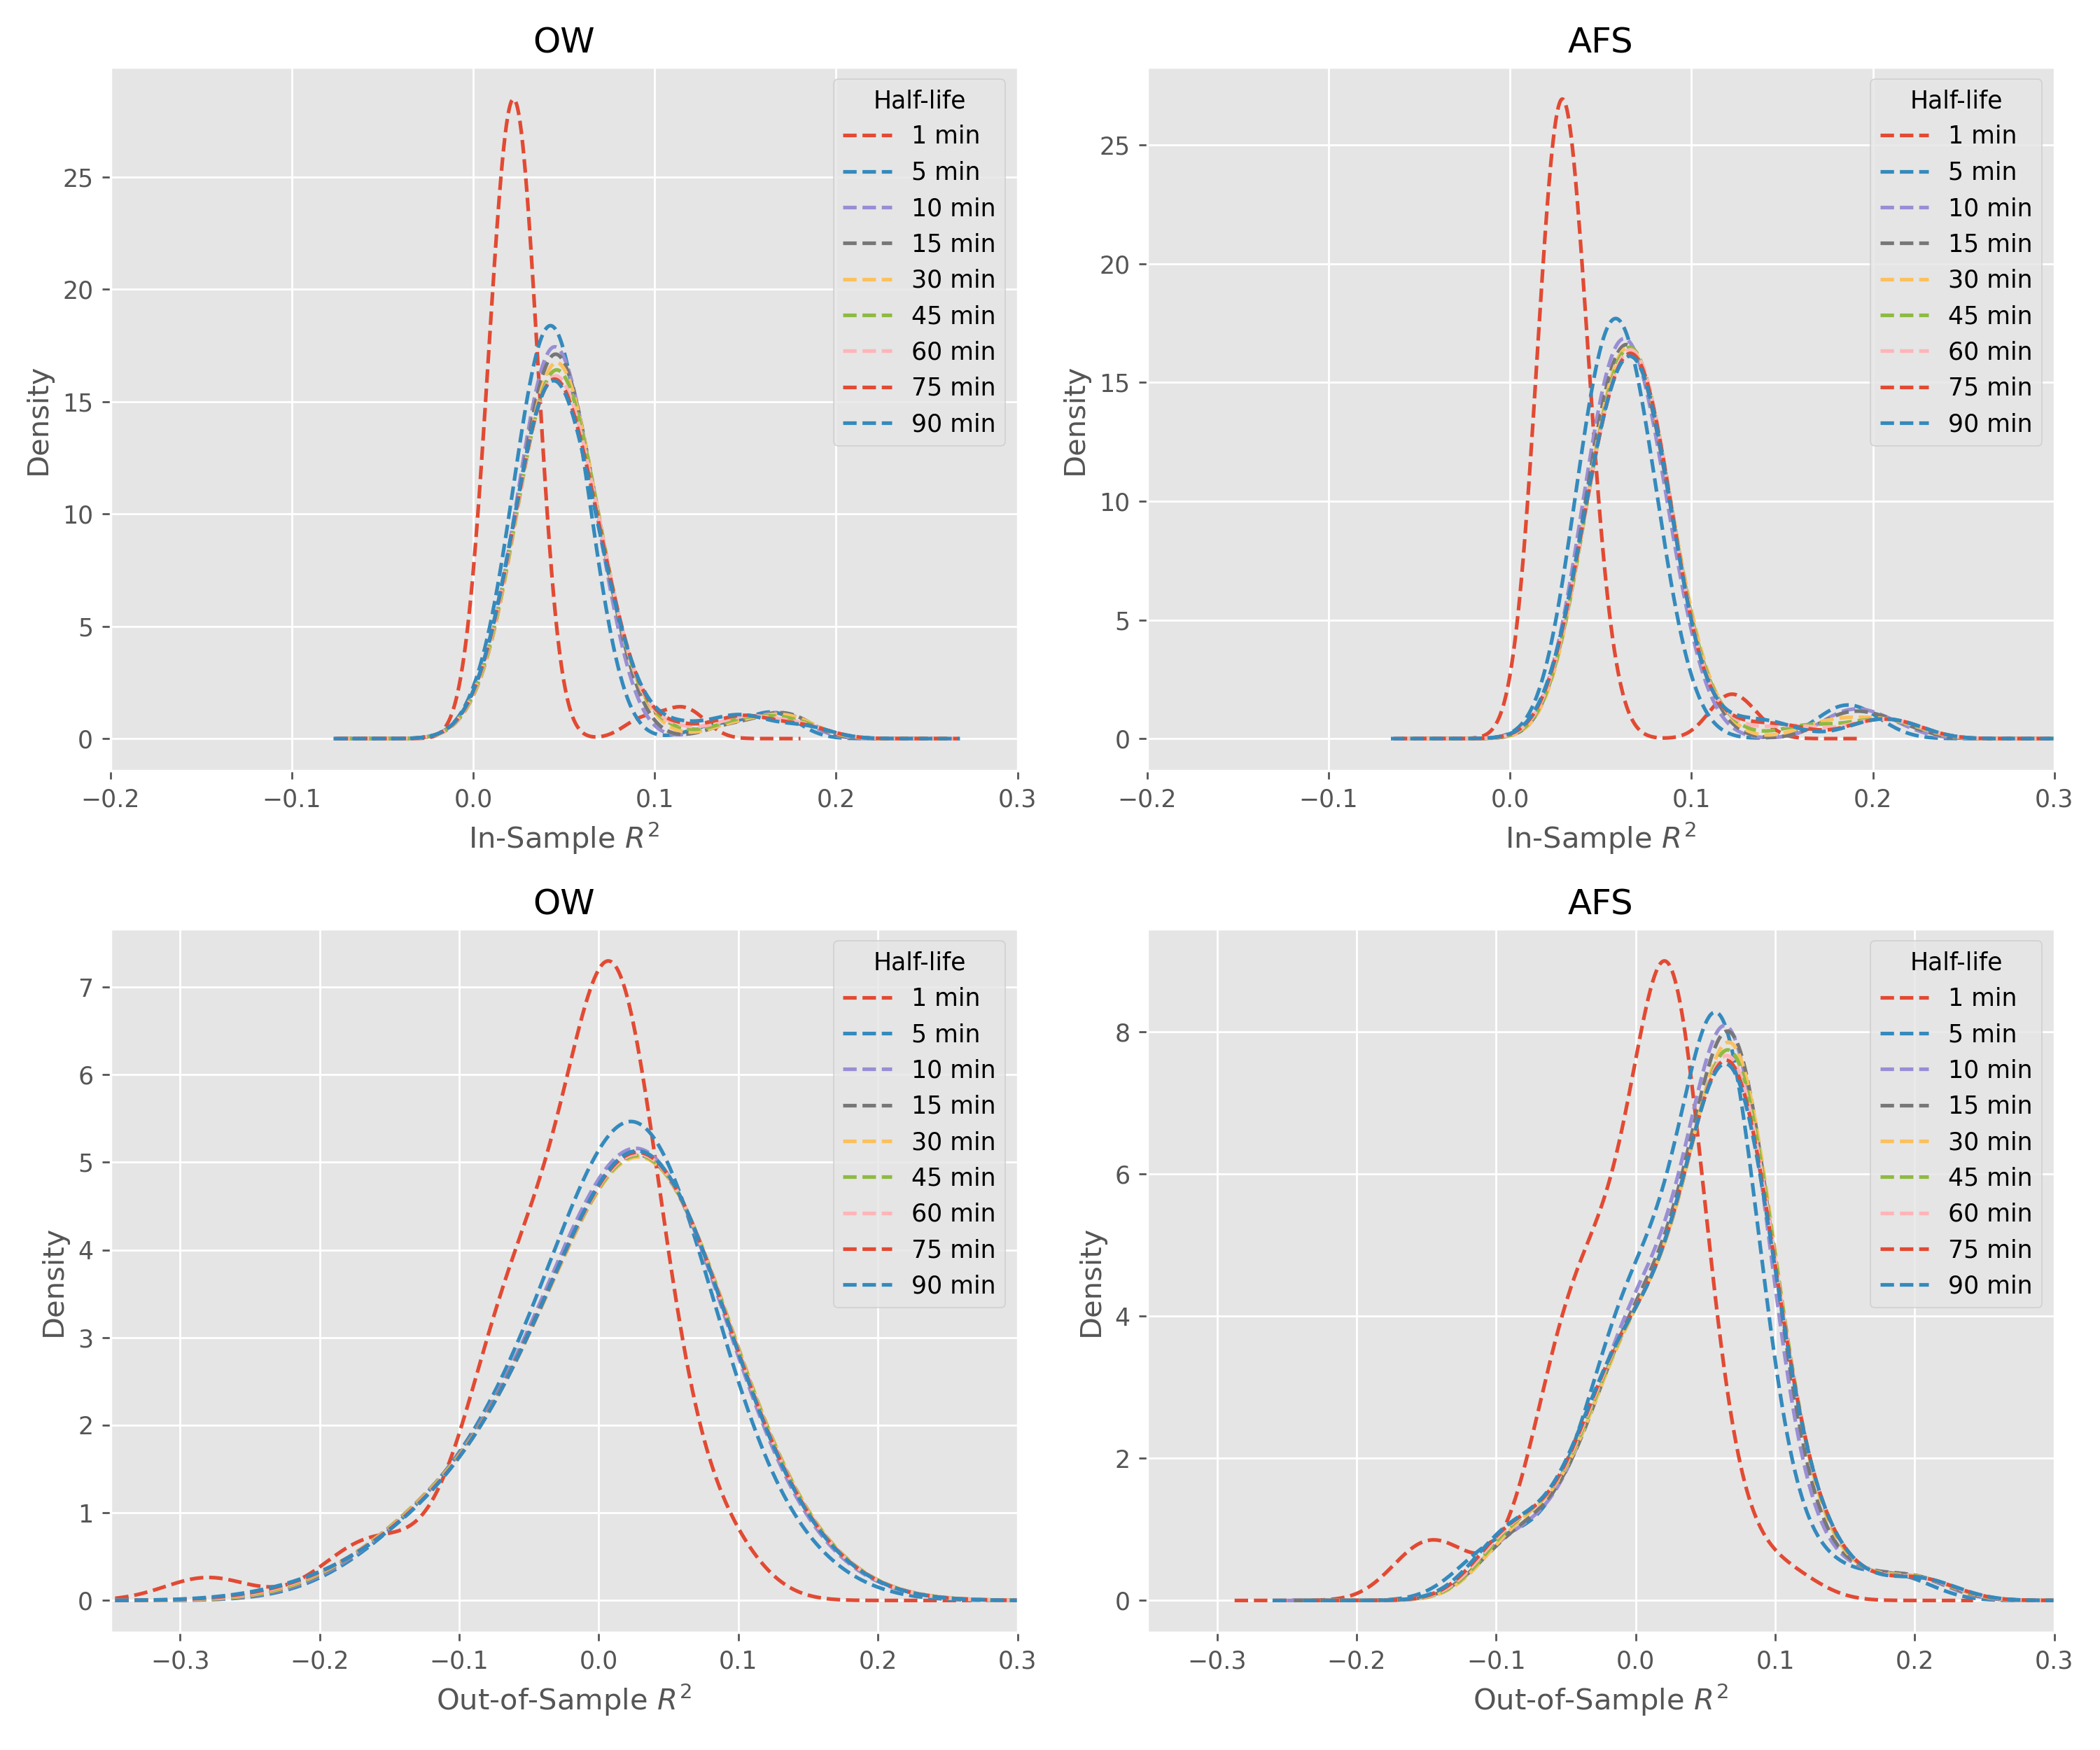 OW
Density
25
20
15
10
5
0
−0.2 −0.1 0.0 0.1 0.2 0.3
In-Sample R²
Half-life
1 min
5 min
10 min
15 min
30 min
45 min
60 min
75 min
90 min
AFS
Density
25
20
15
10
5
0
−0.2 −0.1 0.0 0.1 0.2 0.3
In-Sample R²
Half-life
1 min
5 min
10 min
15 min
30 min
45 min
60 min
75 min
90 min
OW
Density
7
6
5
4
3
2
1
0
−0.3 −0.2 −0.1 0.0 0.1 0.2 0.3
Out-of-Sample R²
Half-life
1 min
5 min
10 min
15 min
30 min
45 min
60 min
75 min
90 min
AFS
Density
8
6
4
2
0
−0.3 −0.2 −0.1 0.0 0.1 0.2 0.3
Out-of-Sample R²
Half-life
1 min
5 min
10 min
15 min
30 min
45 min
60 min
75 min
90 min